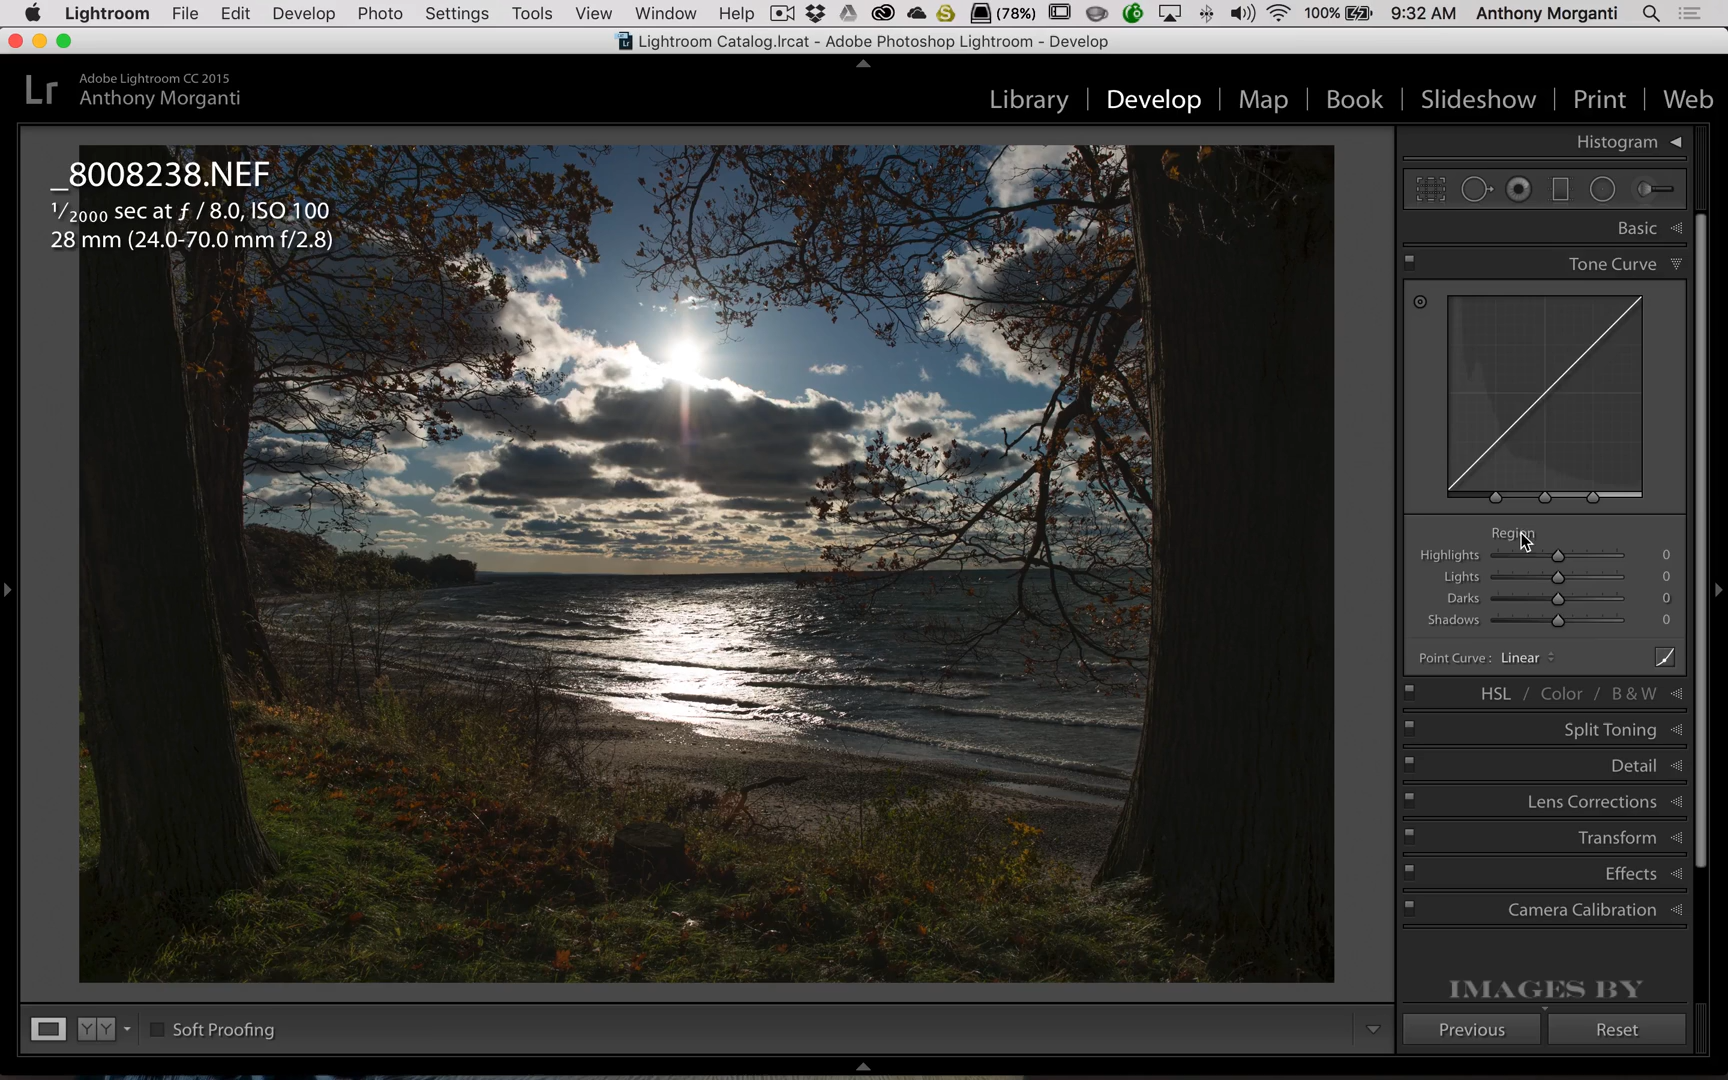 Lightroom File Edit Develop Photo Settings Tools View Window Help (78%) 100% 9:32 AM Anthony Morganti
Lightroom Catalog.lrcat - Adobe Photoshop Lightroom - Develop
Lr
Adobe Lightroom CC 2015
Anthony Morganti
Library | Develop | Map | Book | Slideshow | Print | Web
_8008238.NEF
1/2000 sec at ƒ / 8.0, ISO 100
28 mm (24.0-70.0 mm f/2.8)
Histogram
Basic
Tone Curve
Region
Highlights 0
Lights 0
Darks 0
Shadows 0
Point Curve : Linear
HSL / Color / B & W
Split Toning
Detail
Lens Corrections
Transform
Effects
Camera Calibration
IMAGES BY
Previous Reset
YY Soft Proofing